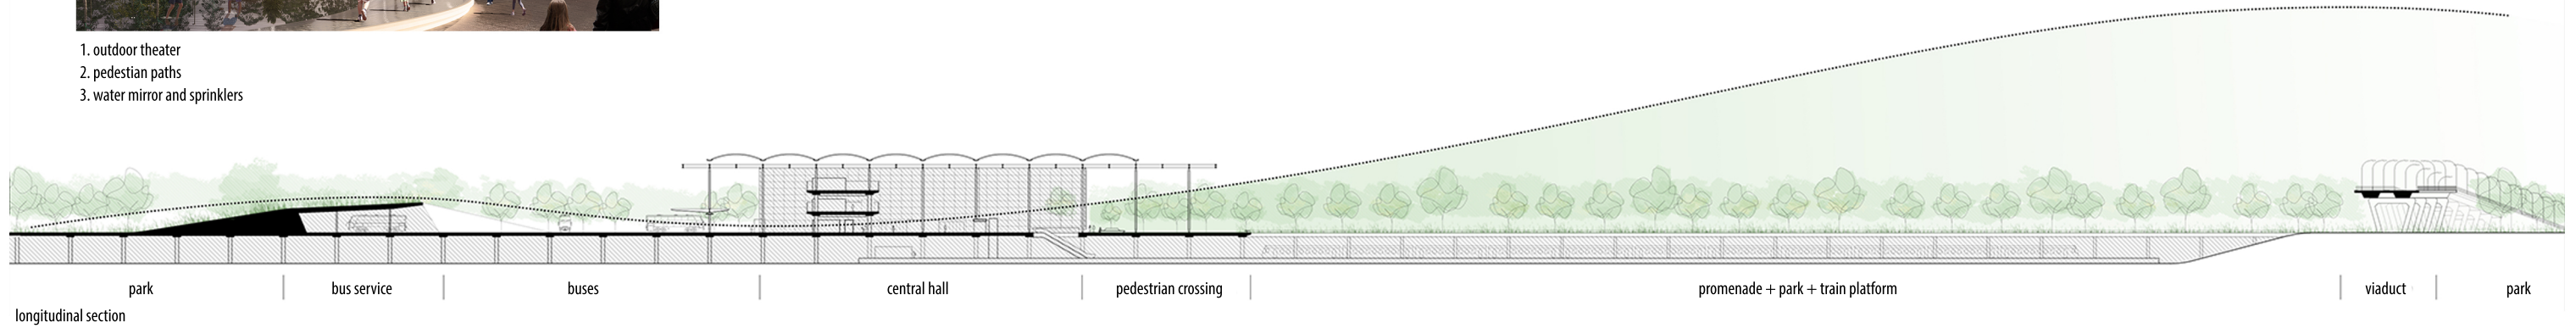 1. outdoor theater
2. pedestian paths
3. water mirror and sprinklers
park
bus service
buses
central hall
pedestrian crossing
promenade + park + train platform
viaduct
park
longitudinal section